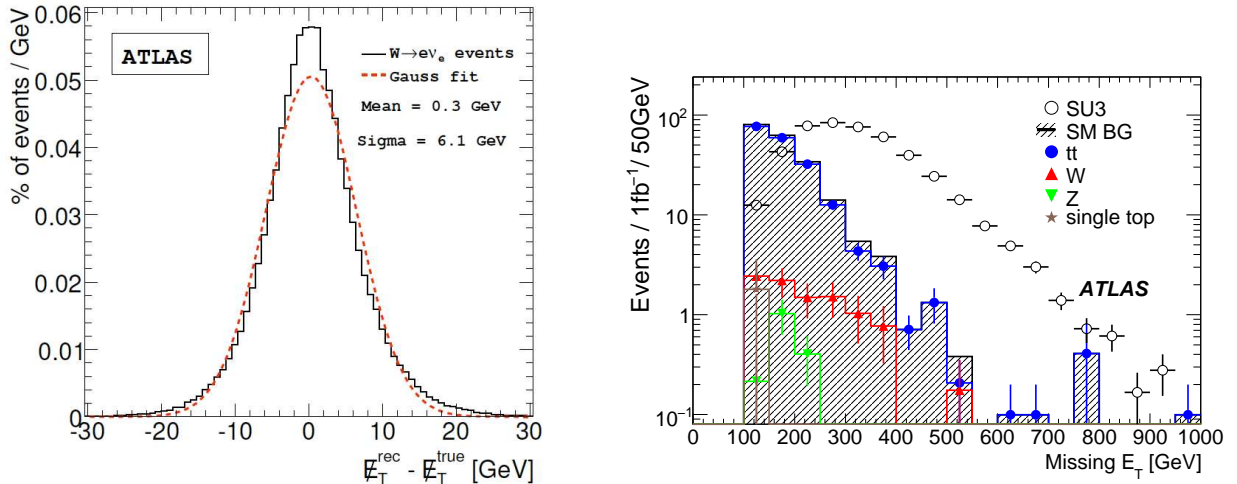 % of events / GeV
0.06
0.05
0.04
0.03
0.02
0.01
0
ATLAS
W→eνₑ events
Gauss fit
Mean = 0.3 GeV
Sigma = 6.1 GeV
-30 -20 -10 0 10 20 30
E̸_T^rec - E̸_T^true [GeV]
Events / 1fb⁻¹/ 50GeV
10²
10
1
10⁻¹
SU3
SM BG
tt
W
Z
single top
ATLAS
0 100 200 300 400 500 600 700 800 900 1000
Missing E_T [GeV]